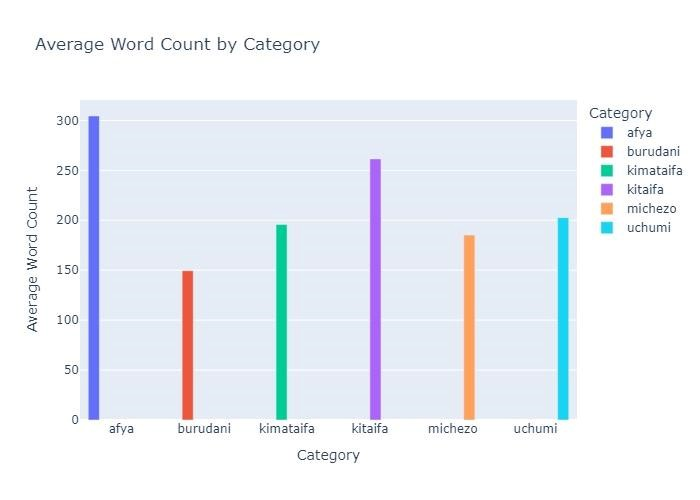 Average Word Count by Category
Category
afya
burudani
kimataifa
kitaifa
michezo
uchumi
Average Word Count
300
250
200
150
100
50
0
afya burudani kimataifa kitaifa michezo uchumi
Category